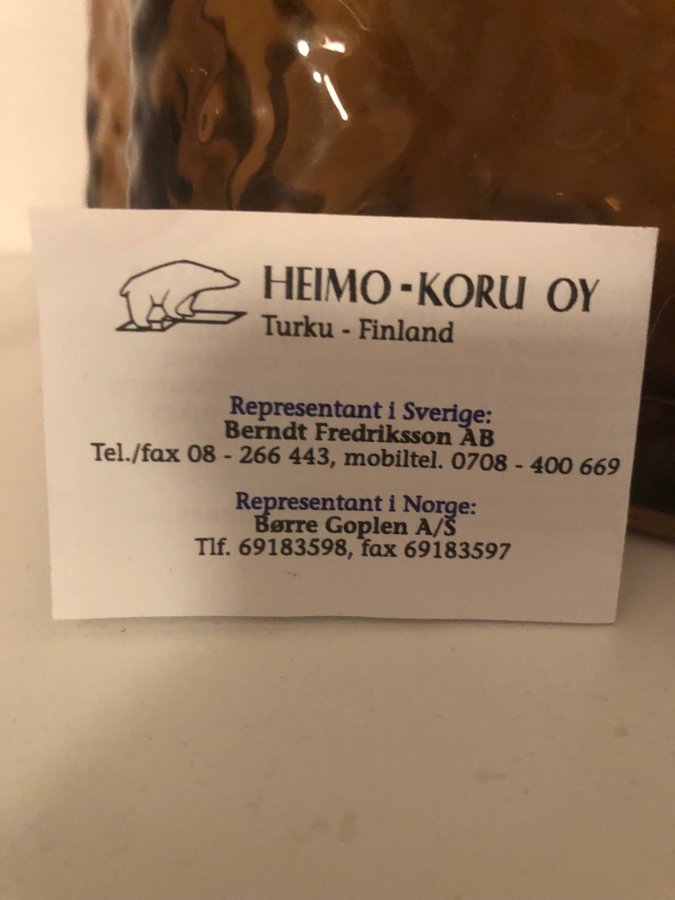 HEIMO-KORU OY
Turku - Finland
Representant i Sverige:
Berndt Fredriksson AB
Tel./fax 08 - 266 443, mobiltel. 0708 - 400 669
Representant i Norge:
Børre Goplen A/S
Tlf. 69183598, fax 69183597